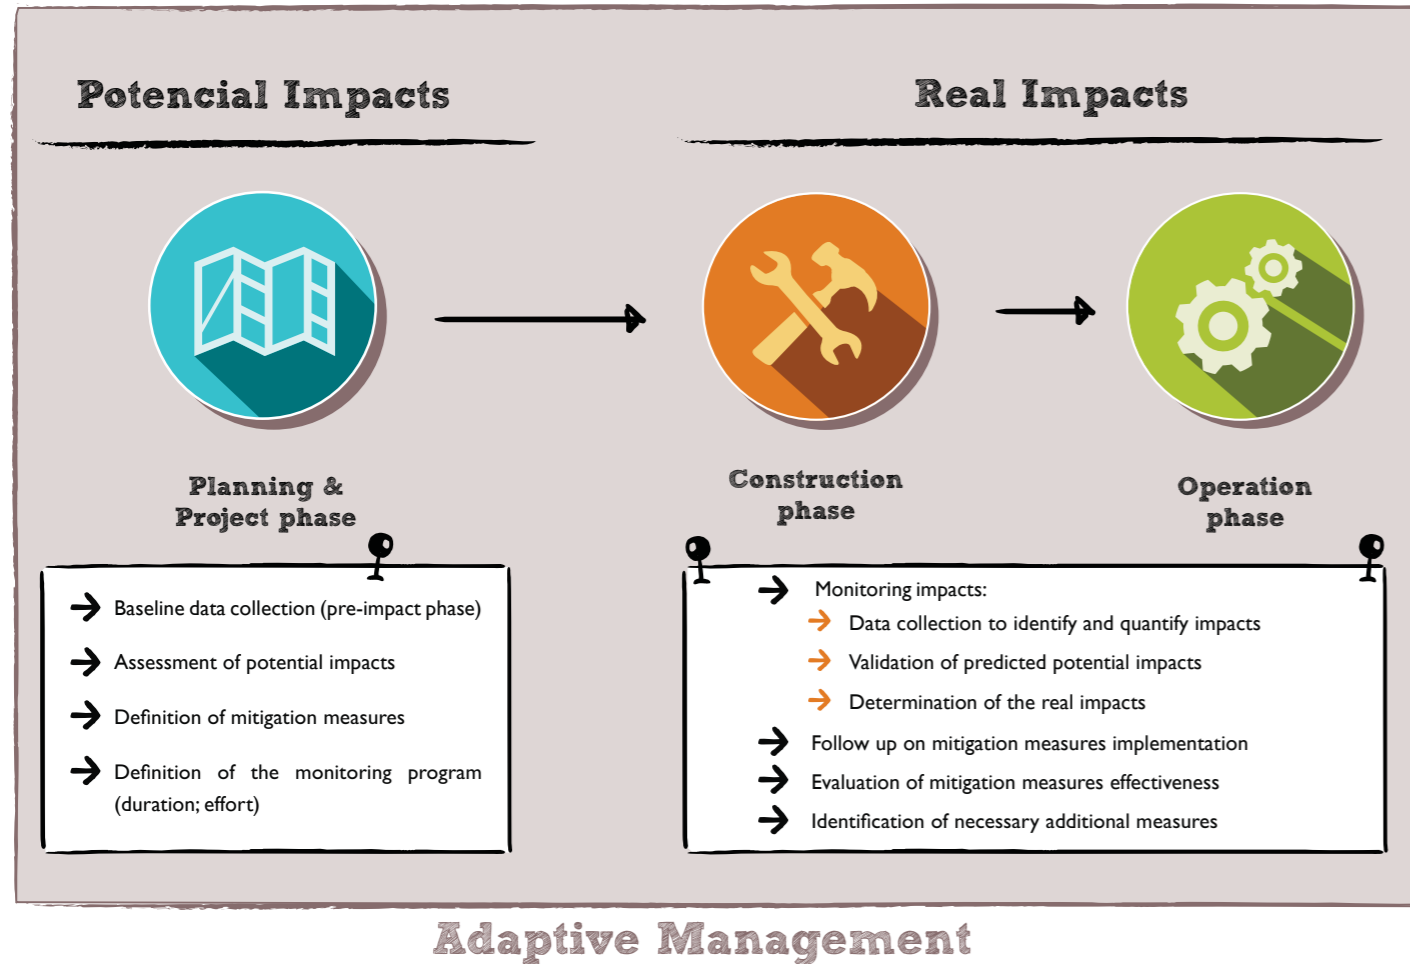 Potencial Impacts
Real Impacts
Planning &
Project phase
Construction
phase
Operation
phase
Baseline data collection (pre-impact phase)
Assessment of potential impacts
Definition of mitigation measures
Definition of the monitoring program
(duration; effort)
Monitoring impacts:
Data collection to identify and quantify impacts
Validation of predicted potential impacts
Determination of the real impacts
Follow up on mitigation measures implementation
Evaluation of mitigation measures effectiveness
Identification of necessary additional measures
Adaptive Management